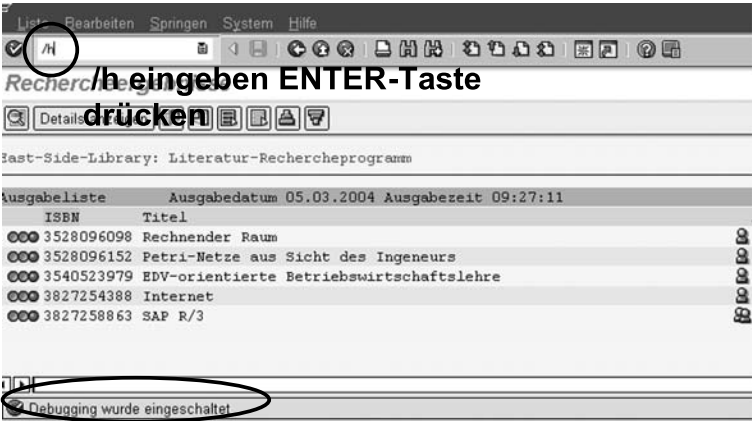 Liste Bearbeiten Springen System Hilfe
/h
Rechercheergebnisse
/h eingeben ENTER-Taste
drücken
Details anzeigen
East-Side-Library: Literatur-Rechercheprogramm
Ausgabeliste Ausgabedatum 05.03.2004 Ausgabezeit 09:27:11
ISBN Titel
3528096098 Rechnender Raum
3528096152 Petri-Netze aus Sicht des Ingeneurs
3540523979 EDV-orientierte Betriebswirtschaftslehre
3827254388 Internet
3827258863 SAP R/3
Debugging wurde eingeschaltet